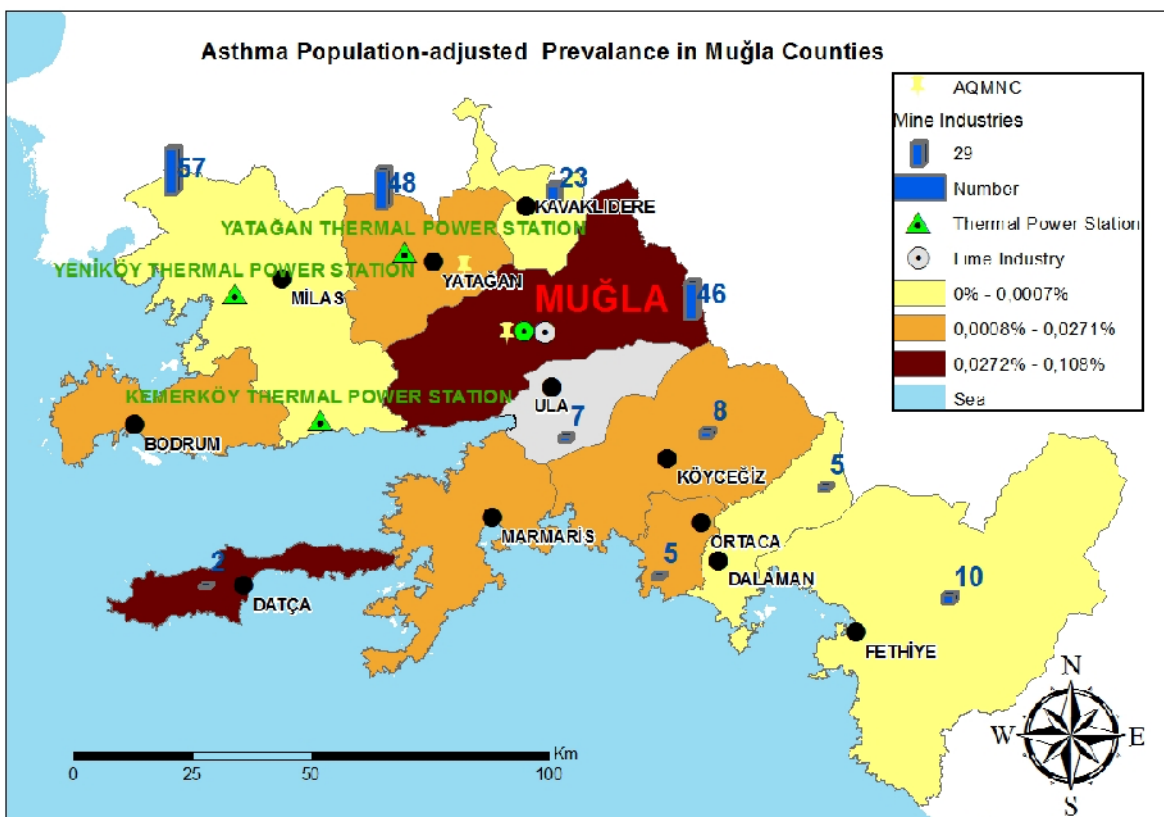 Asthma Population-adjusted Prevalance in Muğla Counties
AQMNC
Mine Industries
29
Number
Thermal Power Station
Lime Industry
0% - 0,0007%
0,0008% - 0,0271%
0,0272% - 0,108%
Sea
57
48
23
KAVAKLIDERE
YATAĞAN THERMAL POWER STATION
YATAĞAN
YENİKÖY THERMAL POWER STATION
MİLAS
MUĞLA
46
KEMERKÖY THERMAL POWER STATION
ULA
7
8
BODRUM
KÖYCEĞİZ
5
MARMARİS
ORTACA
5
DALAMAN
2
DATÇA
10
FETHİYE
N
W
E
S
Km
0
50
100